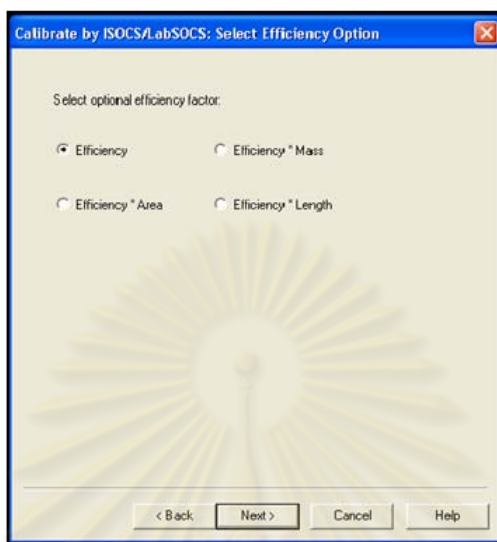 Calibrate by ISOCS/LabSOCS: Select Efficiency Option
Select optional efficiency factor:
Efficiency
Efficiency * Mass
Efficiency * Area
Efficiency * Length
< Back
Next >
Cancel
Help